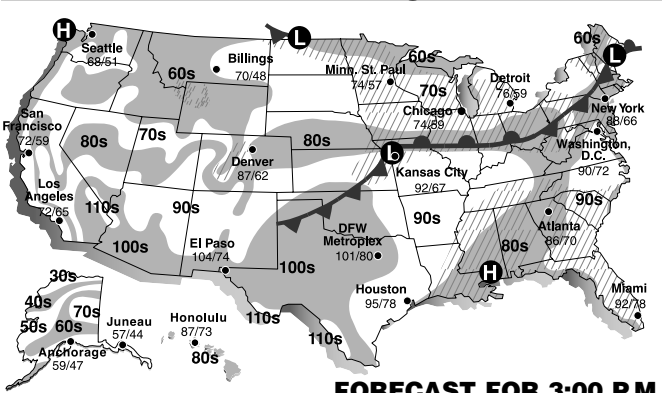 H
L
60s
L
Seattle
68/51
Billings
70/48
60s
60s
Minn. St. Paul
74/57
70s
Detroit
Chicago
New York
88/66
San
Francisco
72/59
80s
70s
80s
Denver
87/62
L
Kansas City
92/67
Washington,
D.C.
90/72
Los
Angeles
72/65
110s
90s
90s
90s
100s
El Paso
104/74
100s
DFW
Metroplex
101/80
80s
Atlanta
86/70
H
Houston
95/78
Miami
92/78
110s
110s
30s
40s
50s
60s
70s
Anchorage
59/47
Juneau
57/44
Honolulu
87/73
80s
FORECAST FOR 3:00 P.M.